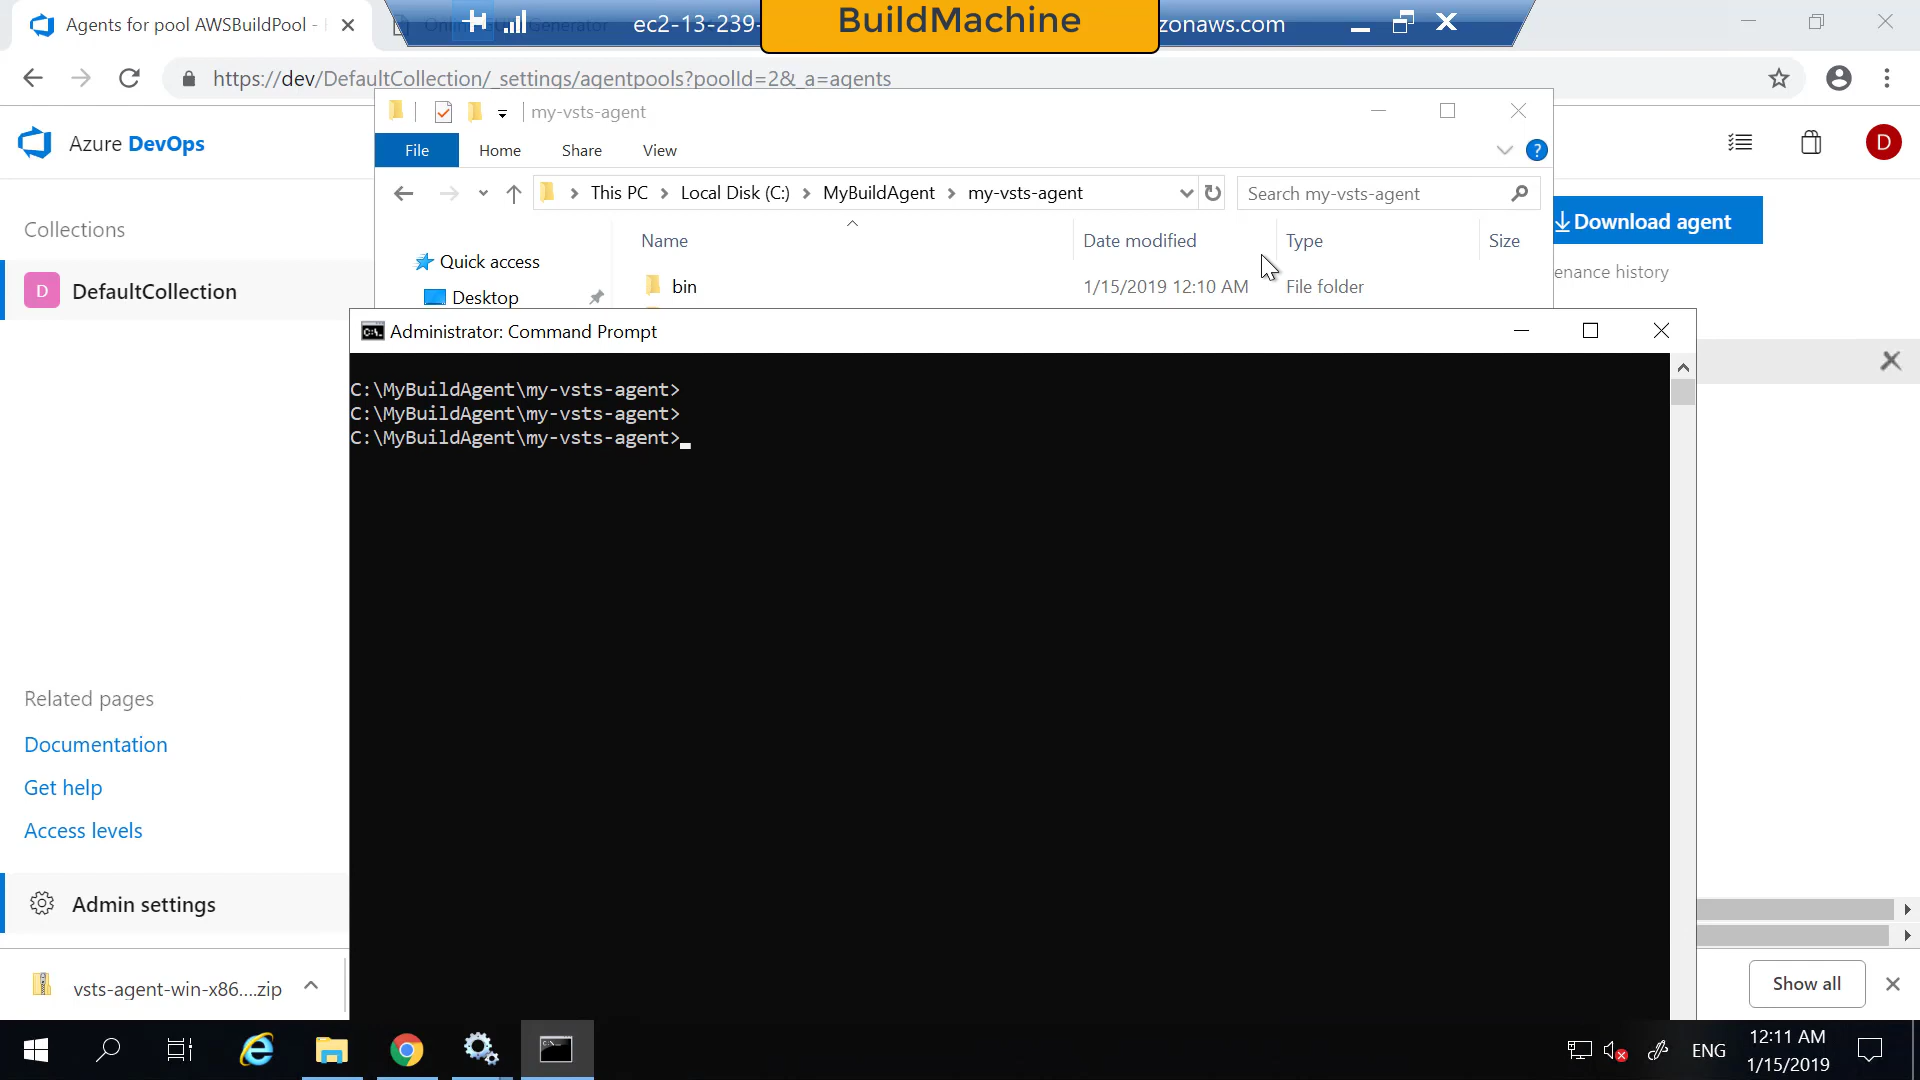 Agents for pool AWSBuildPool -
ec2-13-239-
BuildMachine
zonaws.com
https://dev/DefaultCollection/_settings/agentpools?poolId=2&_a=agents
my-vsts-agent
Azure DevOps
D
File Home Share View
?
This PC > Local Disk (C:) > MyBuildAgent > my-vsts-agent
Search my-vsts-agent
Download agent
Collections
Name Date modified Type Size
Quick access
enance history
D DefaultCollection
bin 1/15/2019 12:10 AM File folder
Desktop
Administrator: Command Prompt
C:\MyBuildAgent\my-vsts-agent>
C:\MyBuildAgent\my-vsts-agent>
C:\MyBuildAgent\my-vsts-agent>_
Related pages
Documentation
Get help
Access levels
Admin settings
vsts-agent-win-x86....zip
Show all
ENG
12:11 AM
1/15/2019